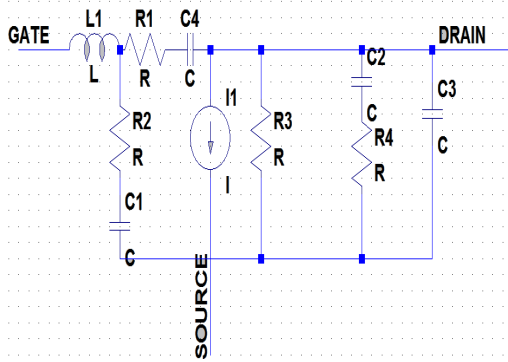 L1 R1 C4
GATE DRAIN
L R C
C2
I1 C3
R2 R3 C
R R R4 C
I R
C1
C
SOURCE